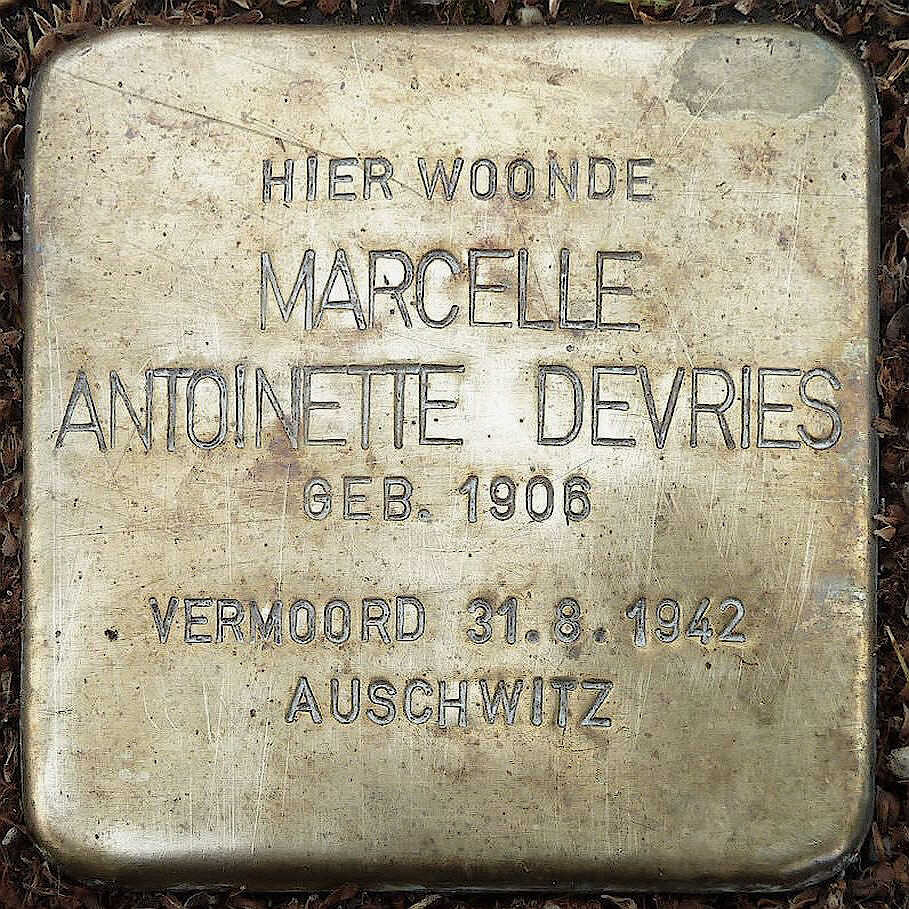 HIER WOONDE
MARCELLE
ANTOINETTE DEVRIES
GEB. 1906
VERMOORD 31.8.1942
AUSCHWITZ